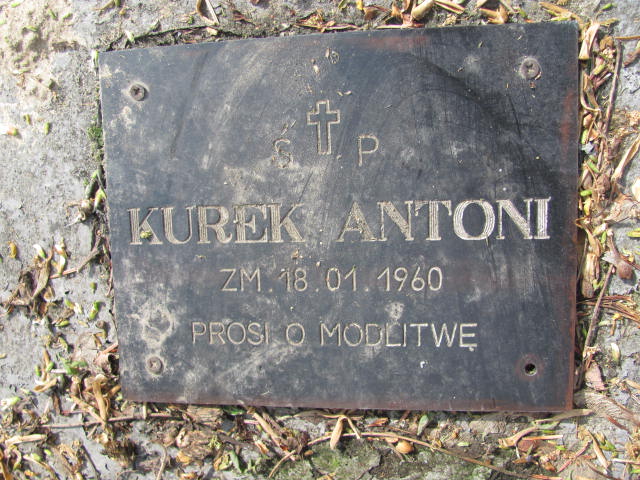 Ś P
KUREK ANTONI
ZM. 18.01.1960
PROSI O MODLITWĘ